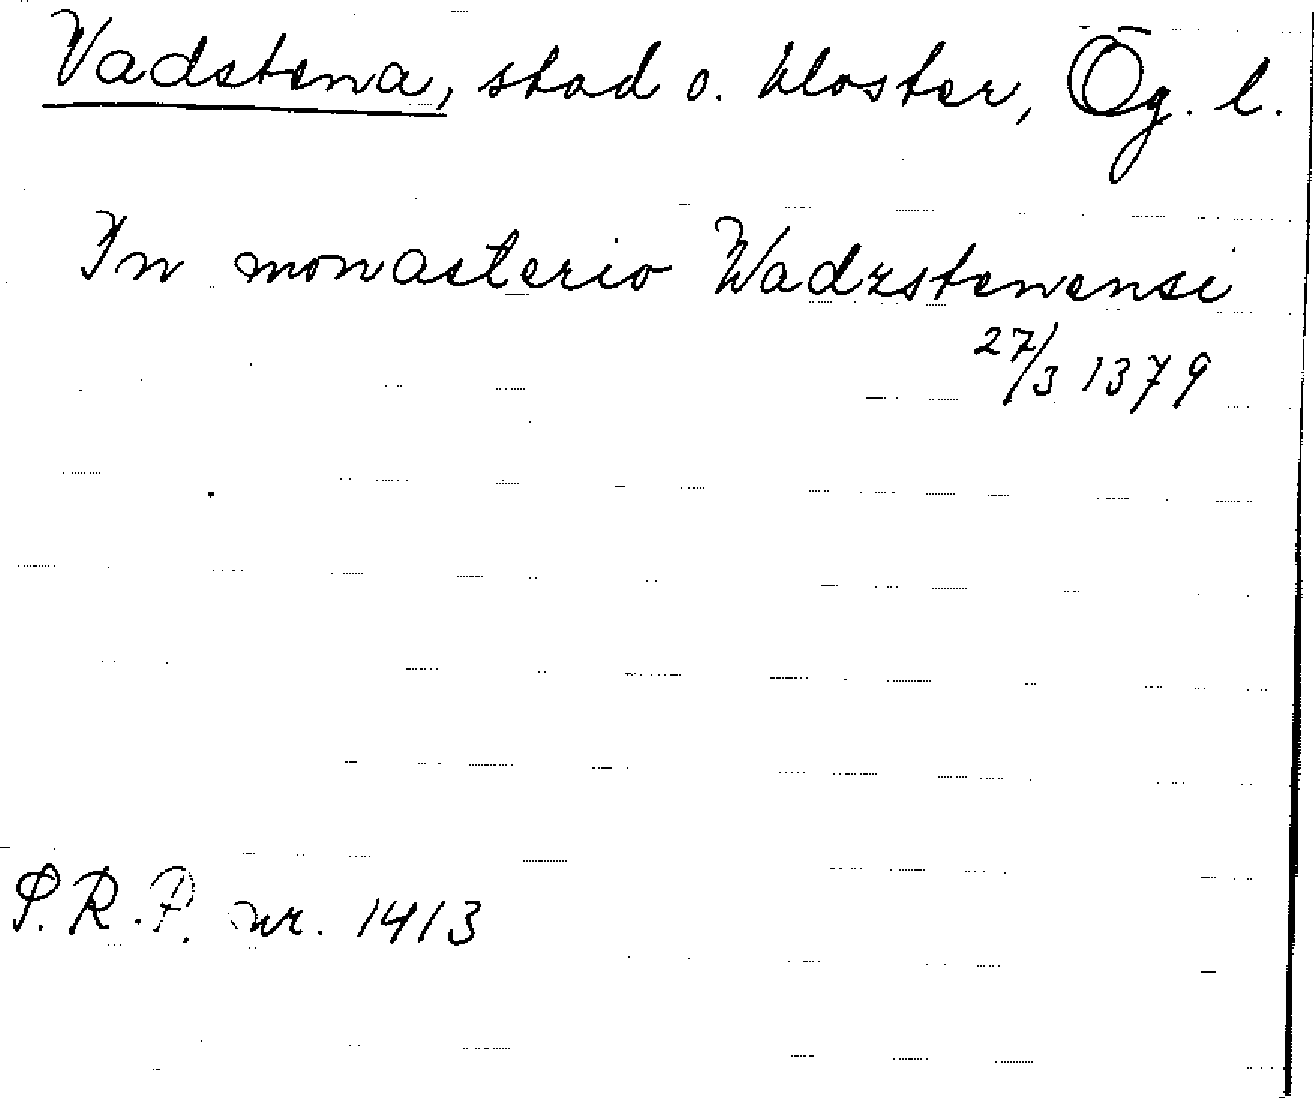 Vadstena, stad o. kloster, Ög. l.
In monasterio Wadzstenensi
27/3 1379
P.R.P. nr. 1413